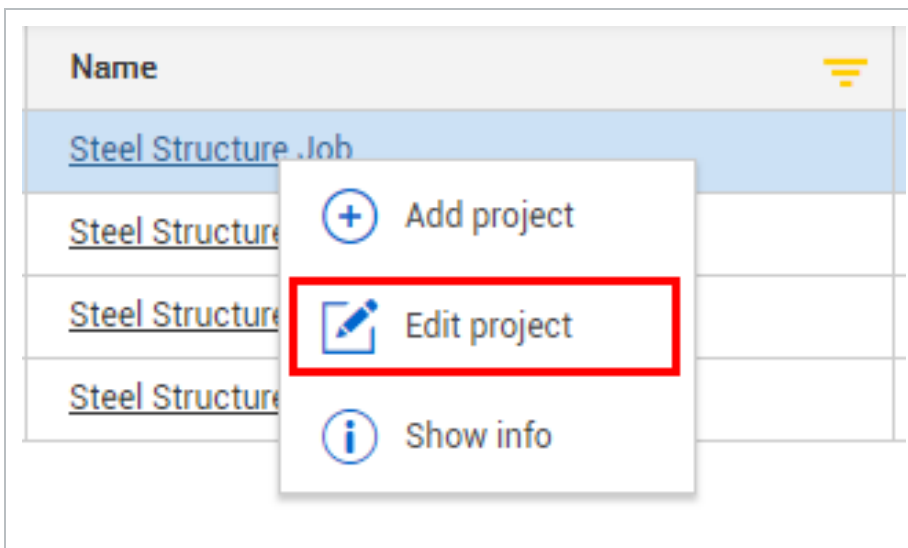 Name
Steel Structure Job
Add project
Steel Structure
Edit project
Steel Structure
Steel Structure
Show info